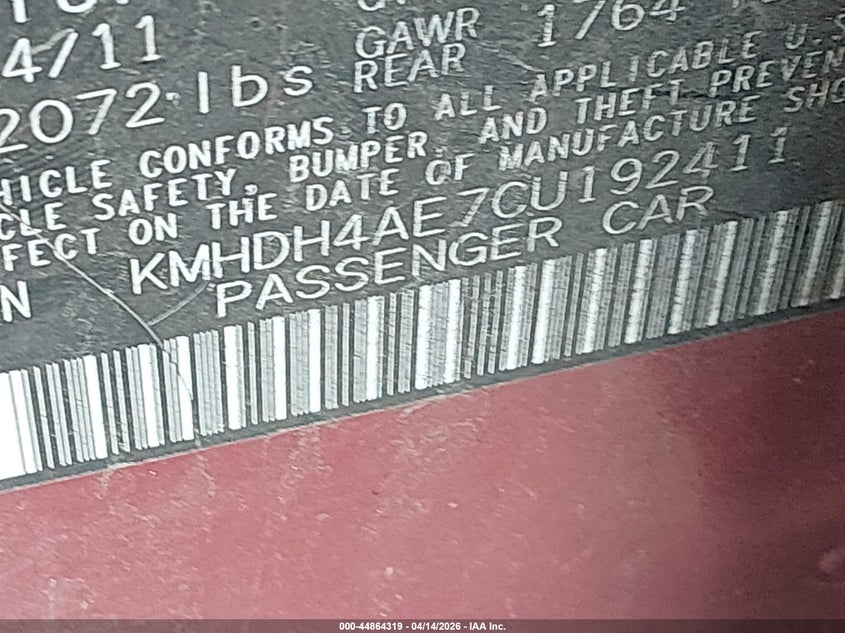 4/11
GAWR 1764
2072 lbs REAR
HICLE CONFORMS TO ALL APPLICABLE U.S
CLE SAFETY, BUMPER, AND THEFT PREVEN
FFECT ON THE DATE OF MANUFACTURE SHO
N KMHDH4AE7CU192411
PASSENGER CAR
000-44864319 - 04/14/2026 - IAA Inc.